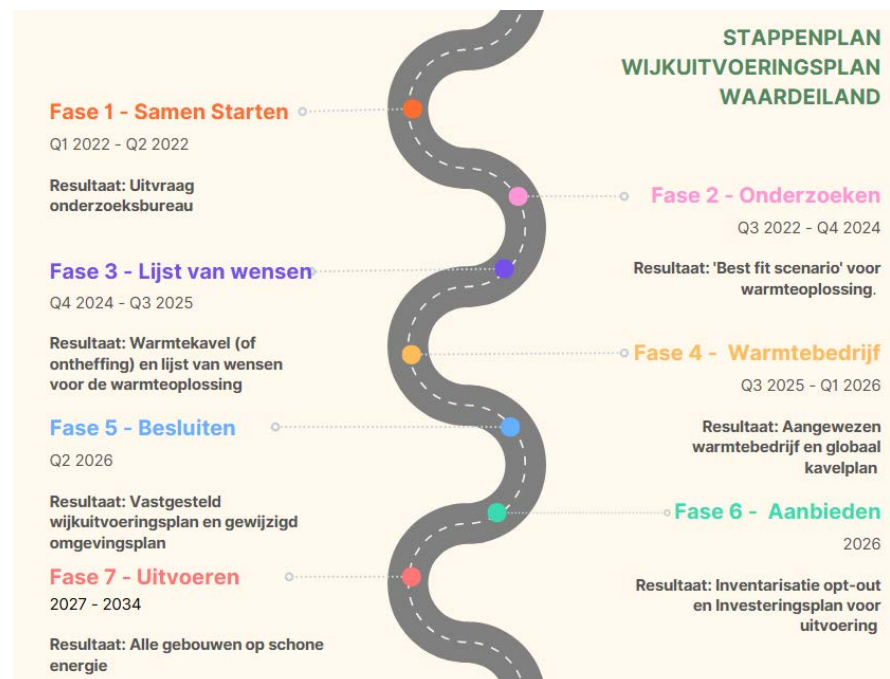 STAPPENPLAN
WIJKUITVOERINGSPLAN
WAARDEILAND
Fase 1 - Samen Starten
Q1 2022 - Q2 2022
Resultaat: Uitvraag
onderzoeksbureau
Fase 2 - Onderzoeken
Q3 2022 - Q4 2024
Resultaat: 'Best fit scenario' voor
warmteoplossing.
Fase 3 - Lijst van wensen
Q4 2024 - Q3 2025
Resultaat: Warmtekavel (of
ontheffing) en lijst van wensen
voor de warmteoplossing
Fase 4 - Warmtebedrijf
Q3 2025 - Q1 2026
Resultaat: Aangewezen
warmtebedrijf en globaal
kavelplan
Fase 5 - Besluiten
Q2 2026
Resultaat: Vastgesteld
wijkuitvoeringsplan en gewijzigd
omgevingsplan
Fase 6 - Aanbieden
2026
Resultaat: Inventarisatie opt-out
en Investeringsplan voor
uitvoering
Fase 7 - Uitvoeren
2027 - 2034
Resultaat: Alle gebouwen op schone
energie